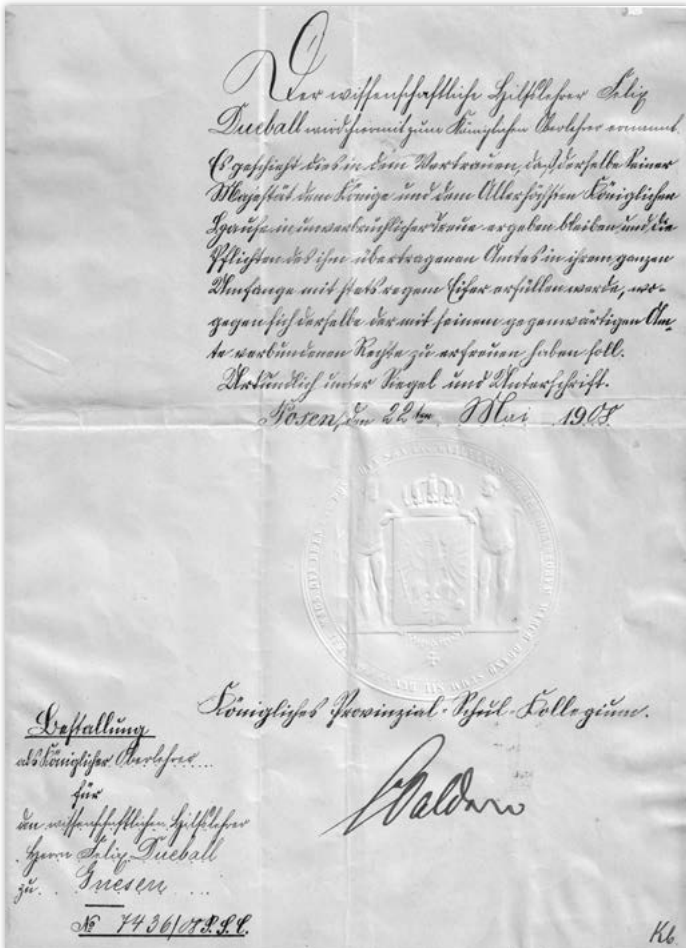 Der wissenschaftliche Hilfslehrer Felix
Dueball wird hiermit zum Königlichen Oberlehrer ernannt.
Es geschieht dies in dem Vertrauen, daß derselbe Seiner
Majestät dem Könige und dem Allerhöchsten Königlichen
Hause in unverbrüchlicher Treue ergeben bleiben und die
Pflichten des ihm übertragenen Amtes in ihrem ganzen
Umfange mit stets regem Eifer erfüllen werde, wo-
gegen sich derselbe der mit seinem gegenwärtigen Am-
te verbundenen Rechte zu erfreuen haben soll.
Urkundlich unter Siegel und Unterschrift.
Posen, den 22ten Mai 1908.
Königliches Provinzial-Schul-Kollegium.
Bestallung
als Königlicher Oberlehrer
für
den wissenschaftlichen Hilfslehrer
Herrn Felix Dueball
zu Gnesen
№ 7436/08 P.S.C.